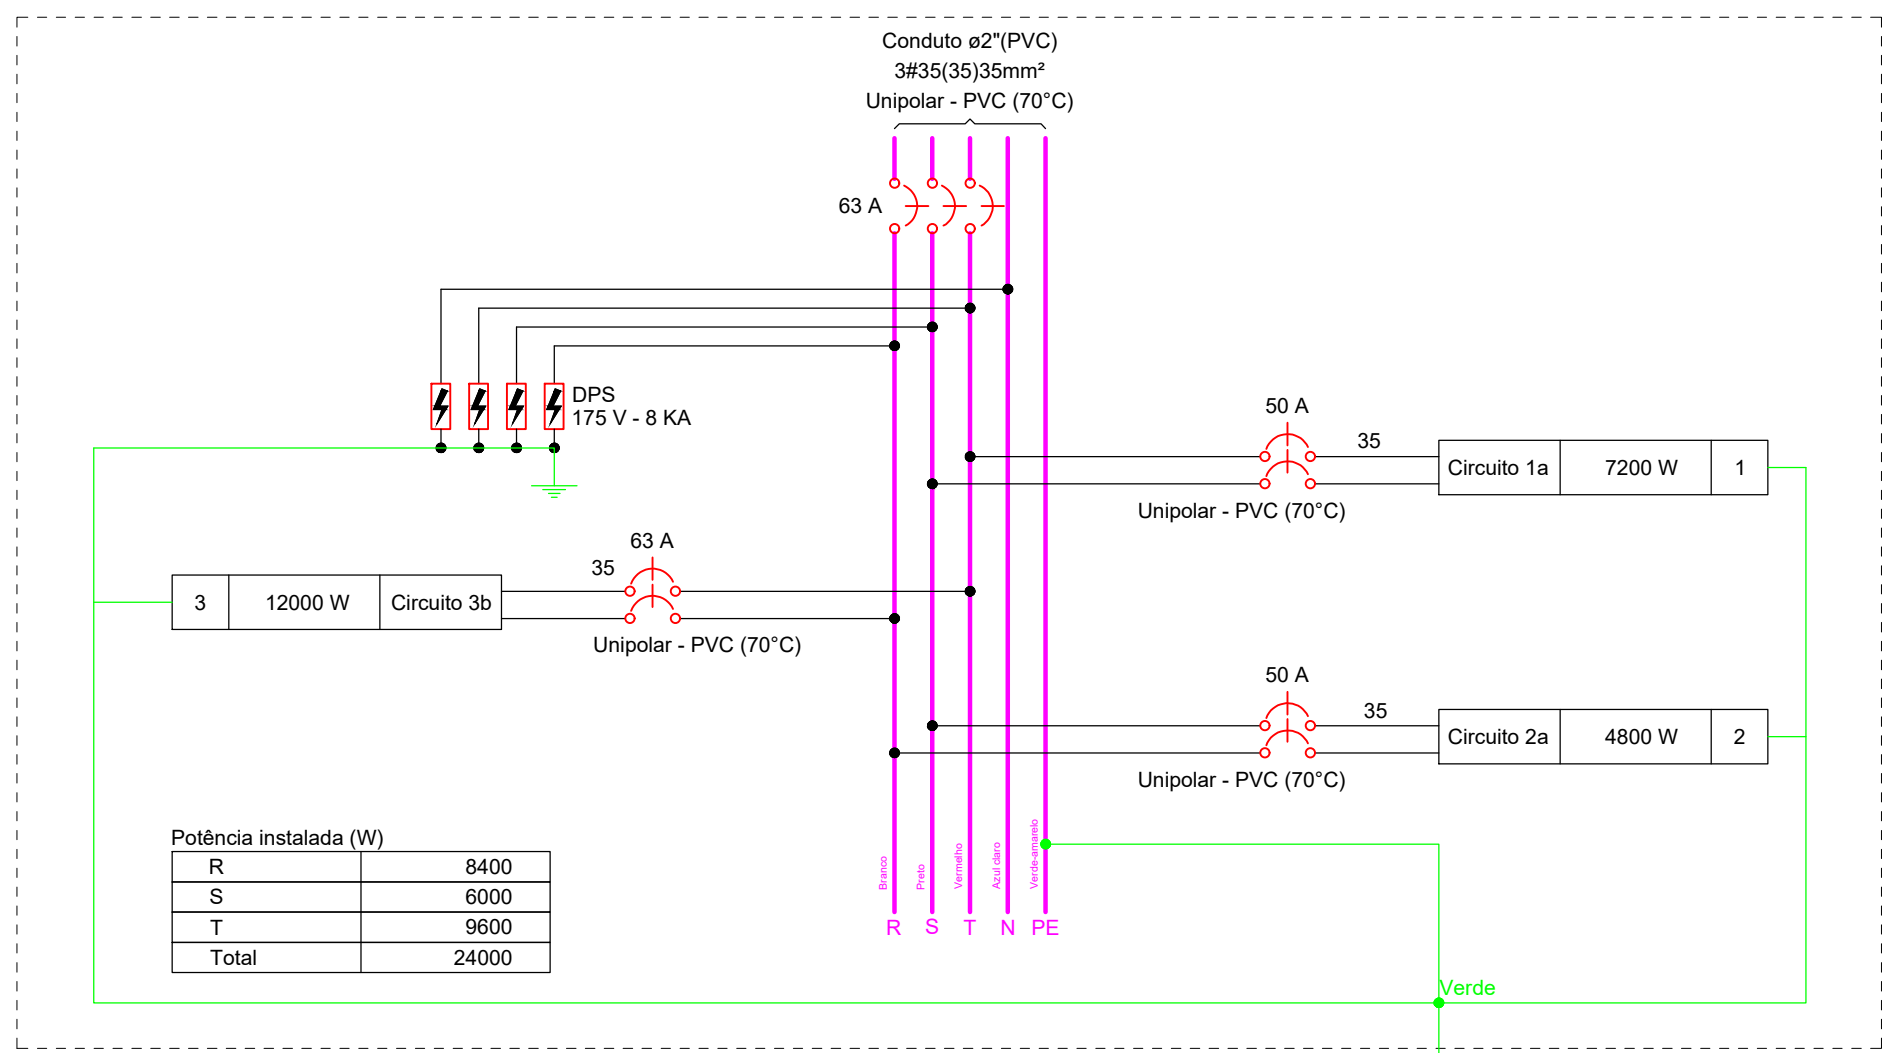 Conduto ø2"(PVC)
3#35(35)35mm²
Unipolar - PVC (70°C)
63 A
DPS
175 V - 8 KA
50 A
35
Circuito 1a 7200 W 1
Unipolar - PVC (70°C)
63 A
35
3 12000 W Circuito 3b
Unipolar - PVC (70°C)
50 A
35
Circuito 2a 4800 W 2
Unipolar - PVC (70°C)
Potência instalada (W)
R 8400
S 6000
T 9600
Total 24000
Branco
Preto
Vermelho
Azul claro
Verde-amarelo
R S T N PE
Verde